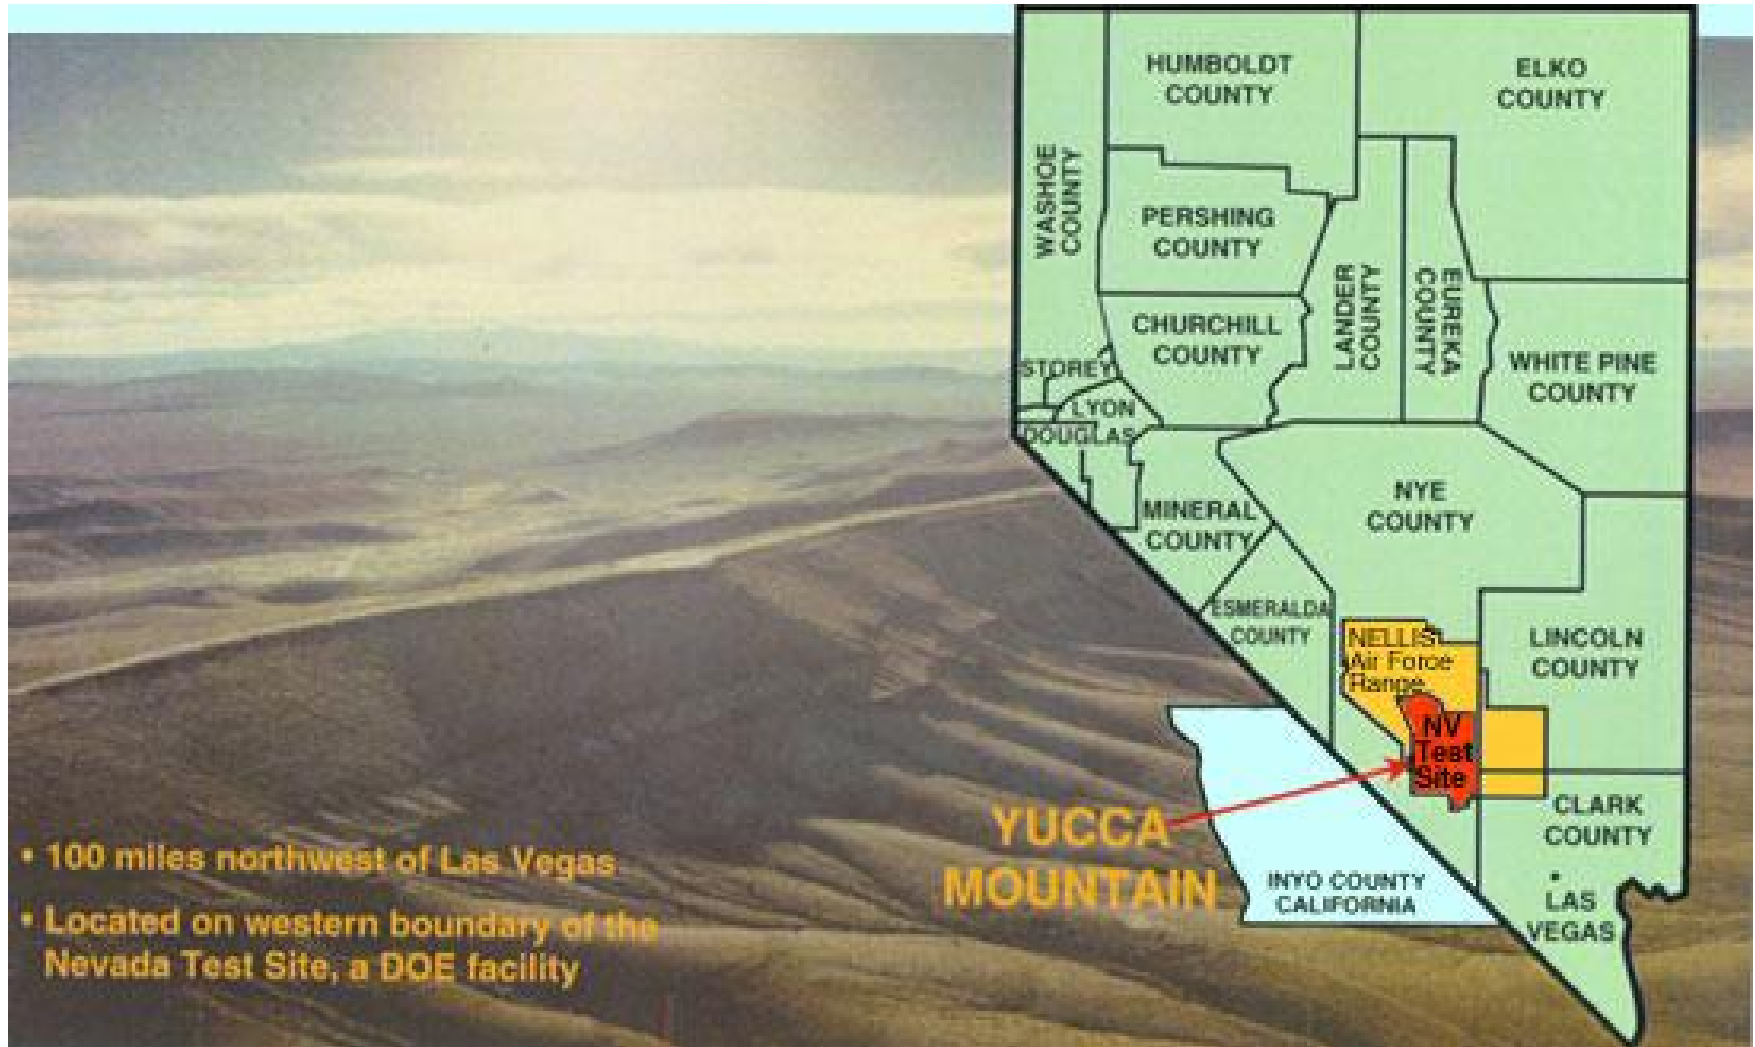 HUMBOLDT
COUNTY
ELKO
COUNTY
WASHOE
COUNTY
PERSHING
COUNTY
LANDER
COUNTY
EUREKA
COUNTY
CHURCHILL
COUNTY
WHITE PINE
COUNTY
STOREY
LYON
DOUGLAS
NYE
COUNTY
MINERAL
COUNTY
ESMERALDA
COUNTY
NELLIS
Air Force
Range
LINCOLN
COUNTY
NV
Test
Site
CLARK
COUNTY
YUCCA
MOUNTAIN
INYO COUNTY
CALIFORNIA
LAS
VEGAS
• 100 miles northwest of Las Vegas
• Located on western boundary of the
Nevada Test Site, a DOE facility